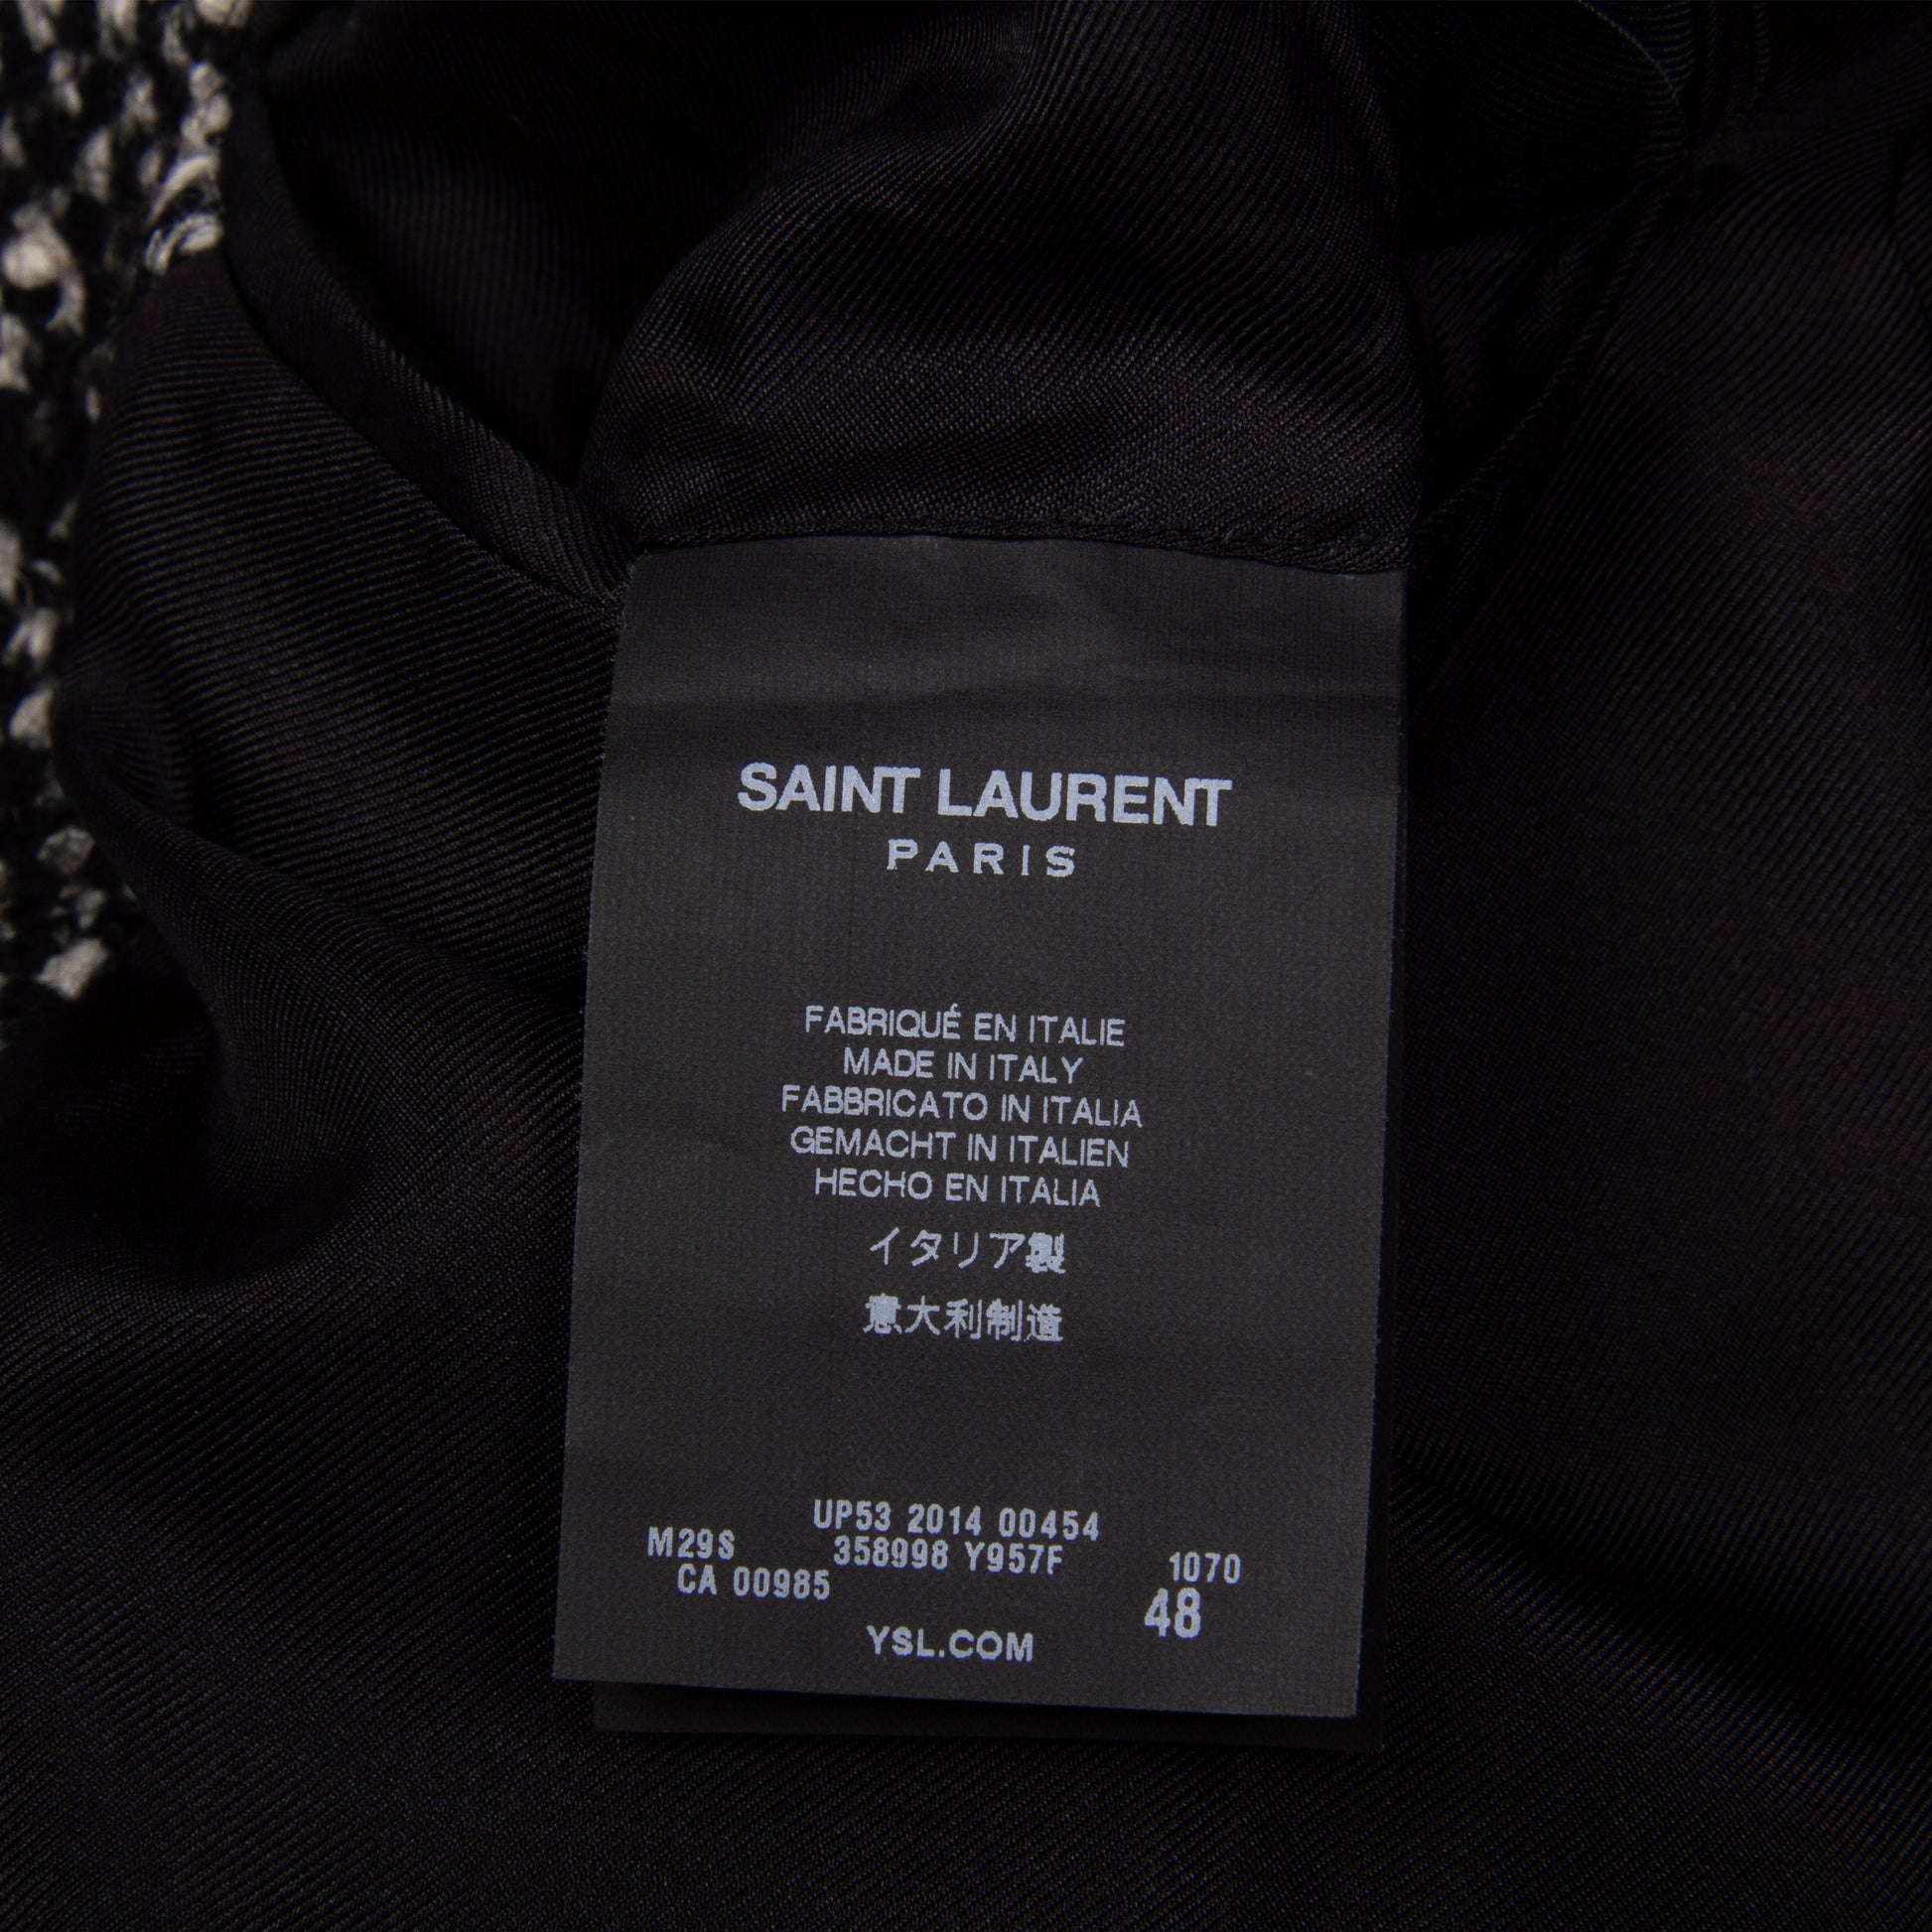 SAINT LAURENT
PARIS
FABRIQUÉ EN ITALIE
MADE IN ITALY
FABBRICATO IN ITALIA
GEMACHT IN ITALIEN
HECHO EN ITALIA
イタリア製
意大利制造
UP53 2014 00454
M29S 358998 Y957F 1070
CA 00985 48
YSL.COM